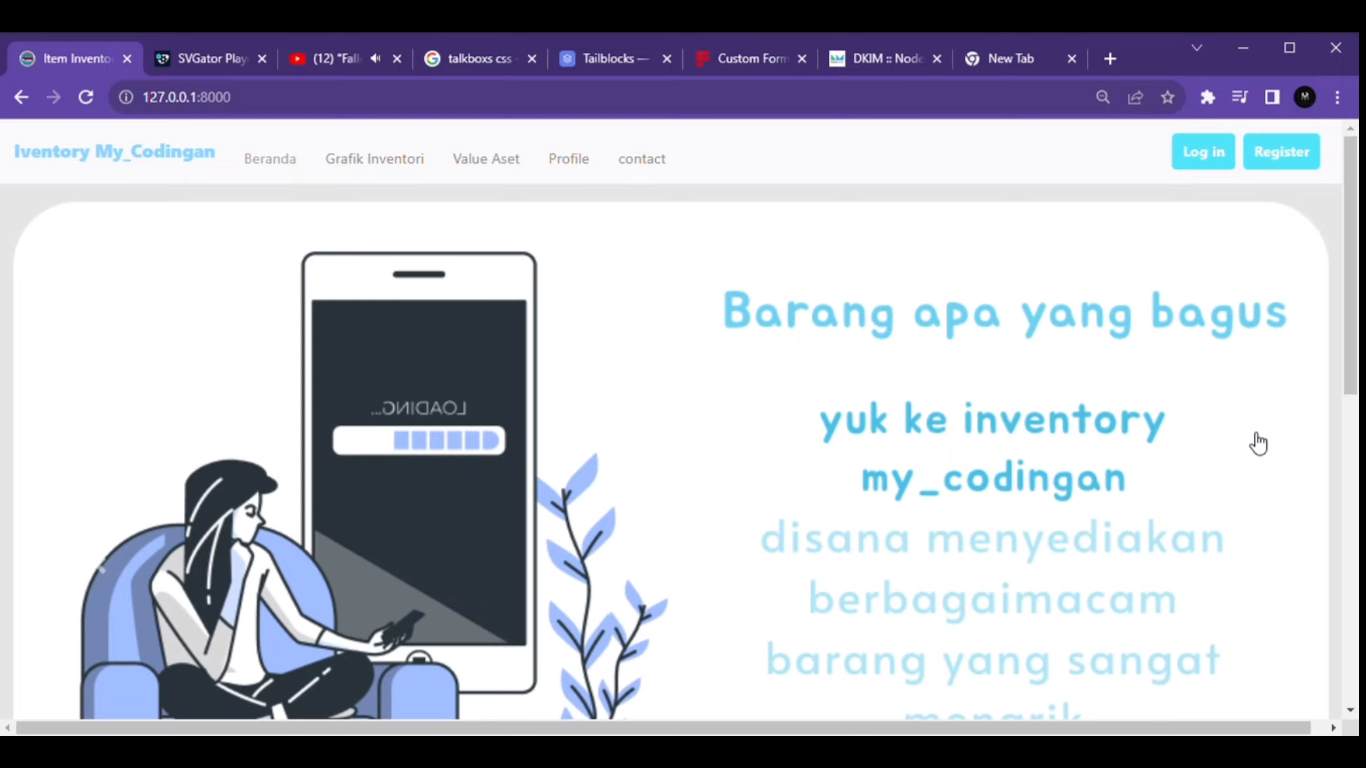 Item Invento
SVGator Play
(12) "Fall
talkboxs css
Tailblocks —
Custom Form
DKIM :: Node
New Tab
127.0.0.1:8000
M
Iventory My_Codingan
Beranda
Grafik Inventori
Value Aset
Profile
contact
Log in
Register
LOADING...
Barang apa yang bagus
yuk ke inventory
my_codingan
disana menyediakan
berbagaimacam
barang yang sangat
menarik